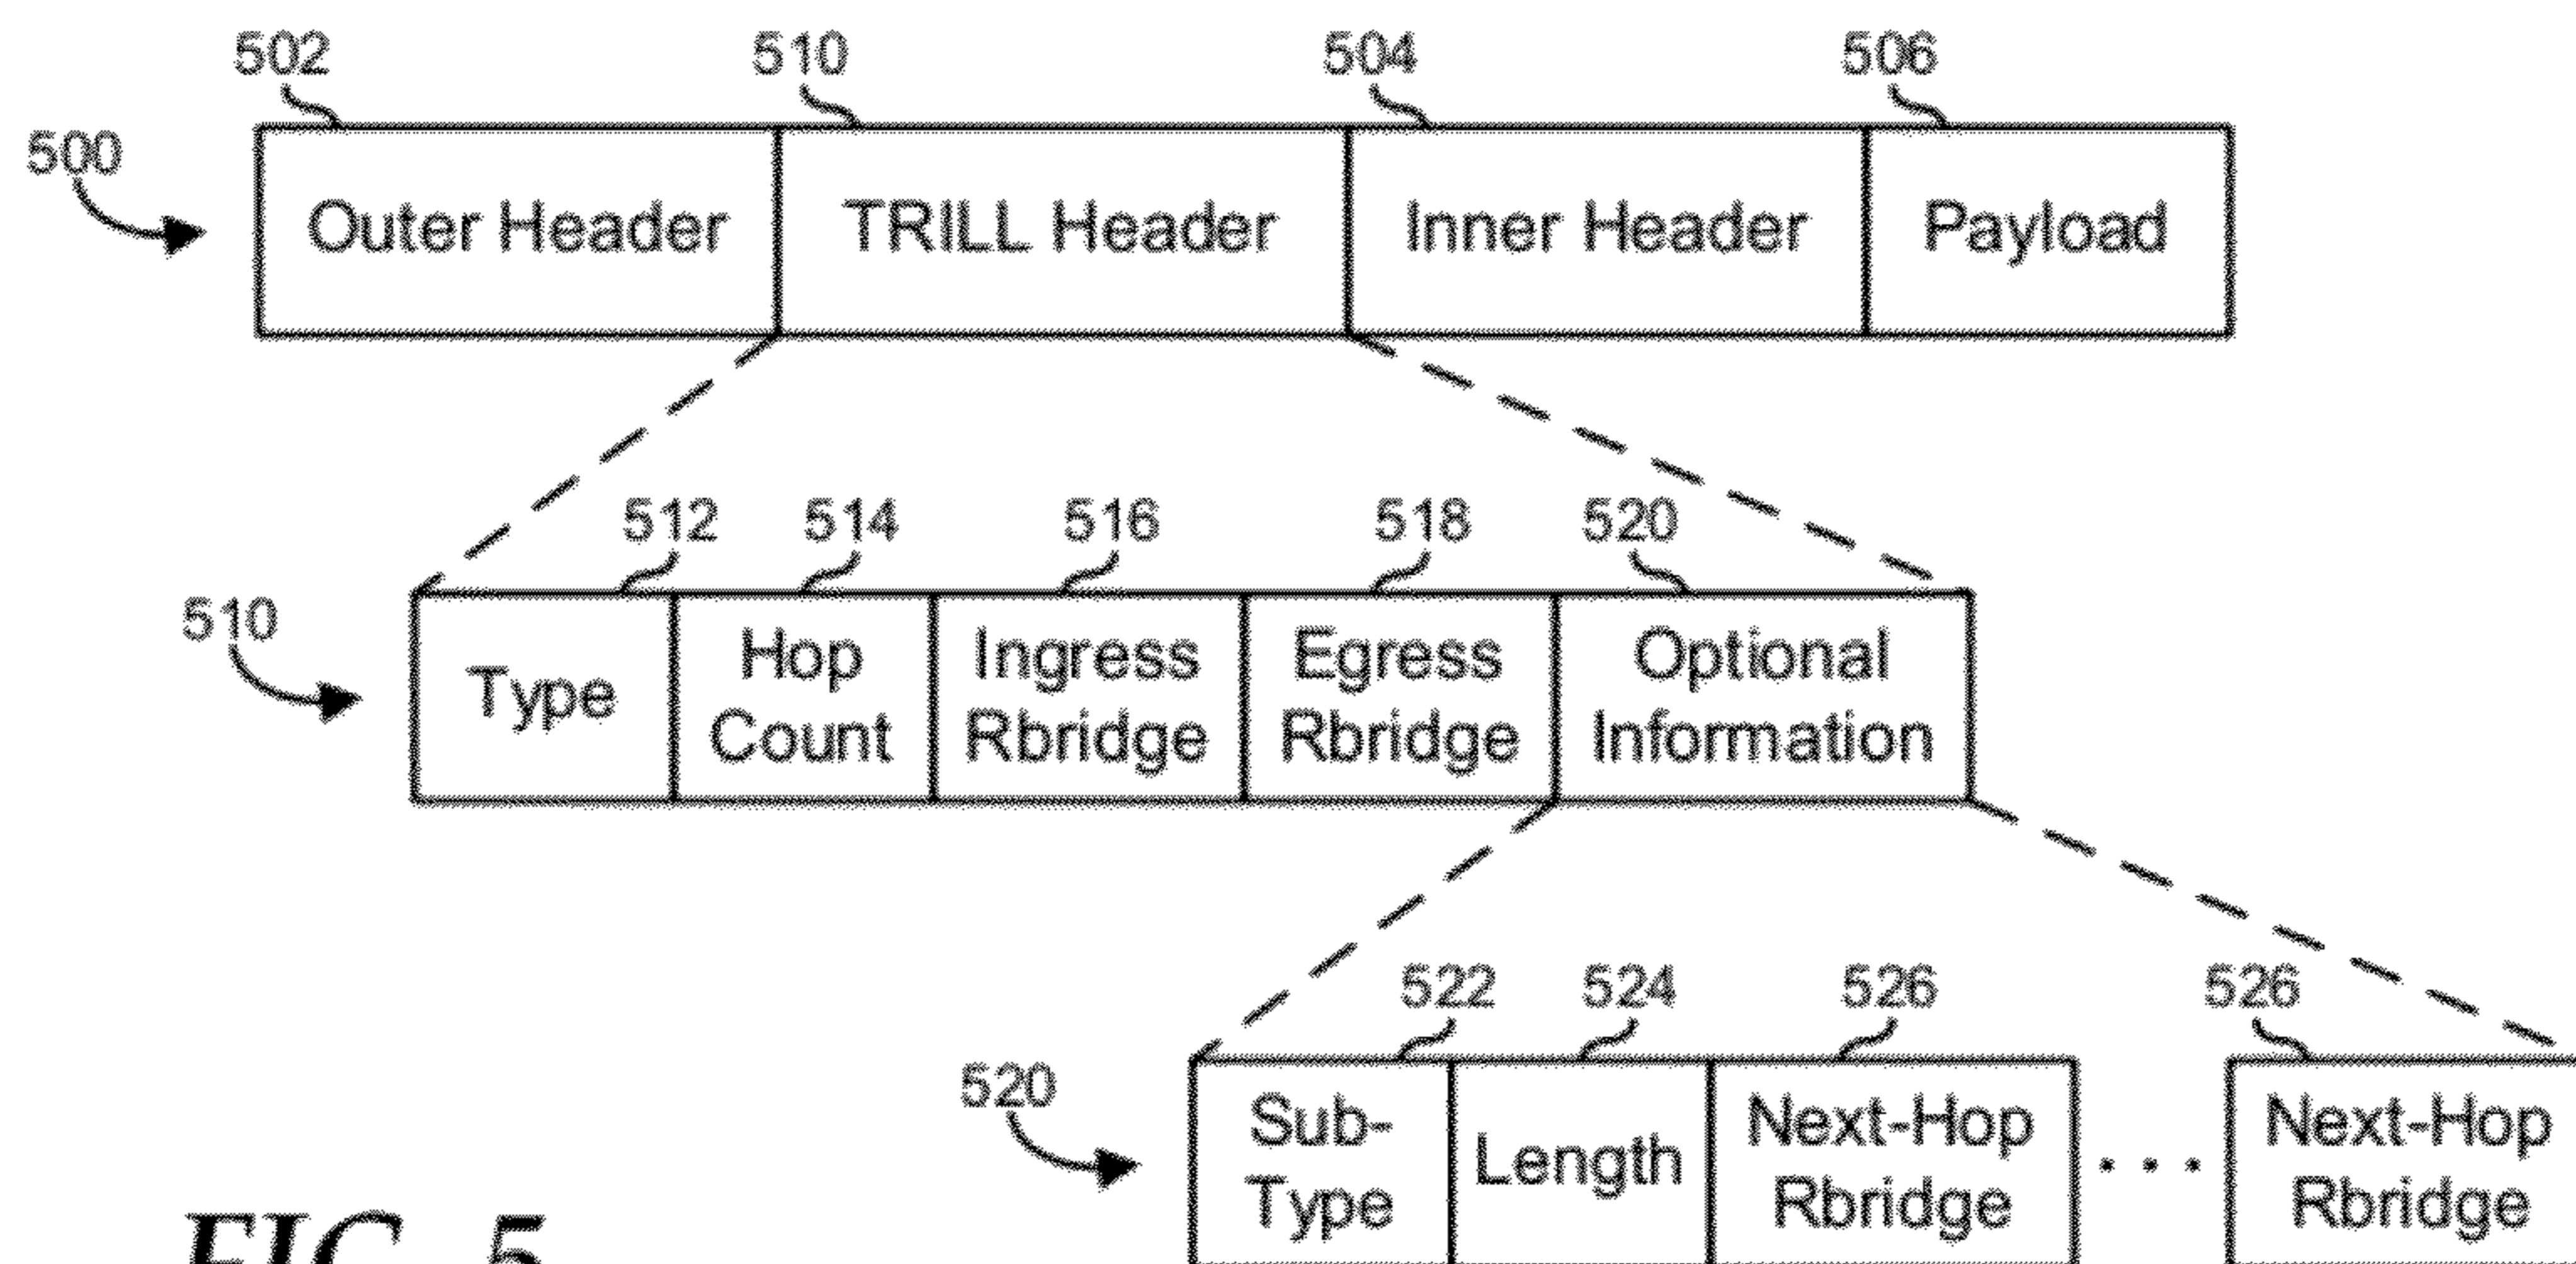 502 510 504 506
500
Outer Header TRILL Header Inner Header Payload
512 514 516 518 520
510
Type Hop Count Ingress Rbridge Egress Rbridge Optional Information
522 524 526 526
520
Sub-Type Length Next-Hop Rbridge . . . Next-Hop Rbridge
FIG. 5